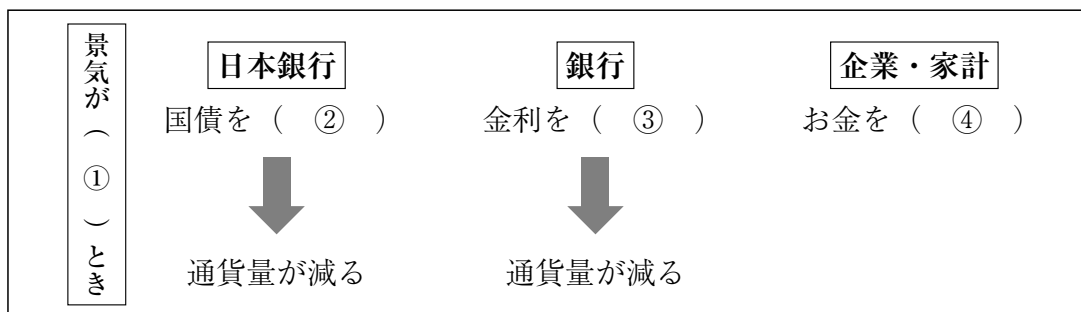 景気が（　①　）とき
日本銀行
国債を（　②　）
通貨量が減る
銀行
金利を（　③　）
通貨量が減る
企業・家計
お金を（　④　）